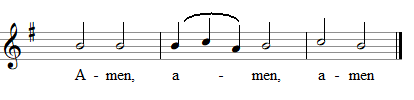 A - men, a - men, a - men